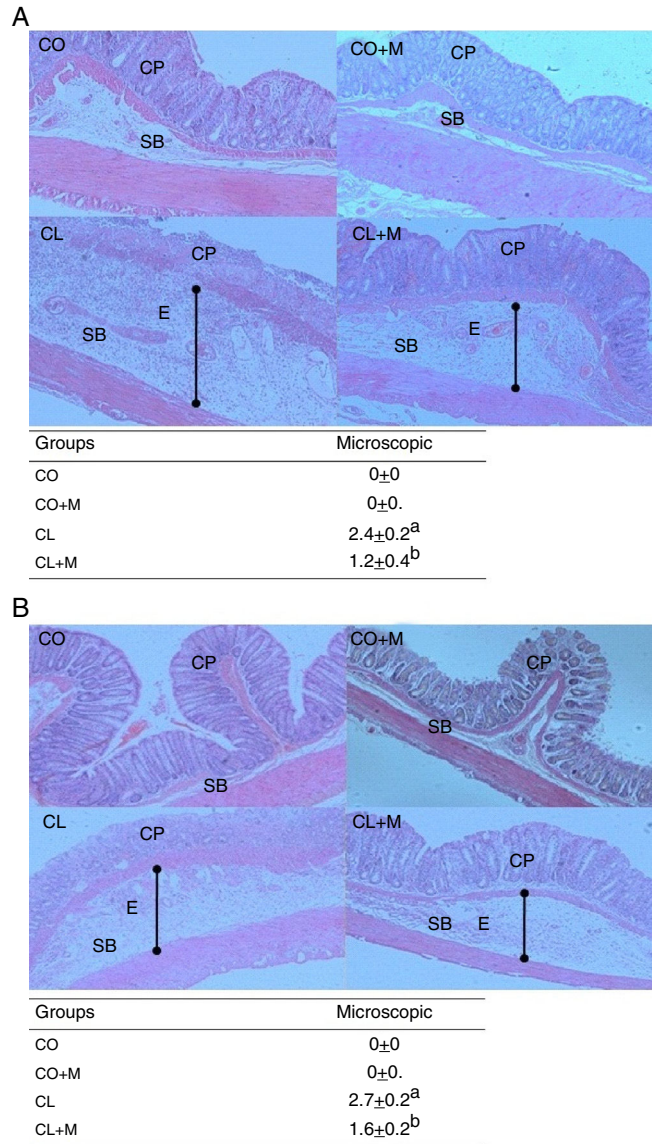 A
CO
CP
SB
CO+M
CP
SB
CL
CP
E
SB
CL+M
CP
E
SB
Groups Microscopic
CO 0±0
CO+M 0±0.
CL 2.4±0.2a
CL+M 1.2±0.4b
B
CO
CP
SB
CO+M
CP
SB
CL
CP
E
SB
CL+M
CP
SB E
Groups Microscopic
CO 0±0
CO+M 0±0.
CL 2.7±0.2a
CL+M 1.6±0.2b